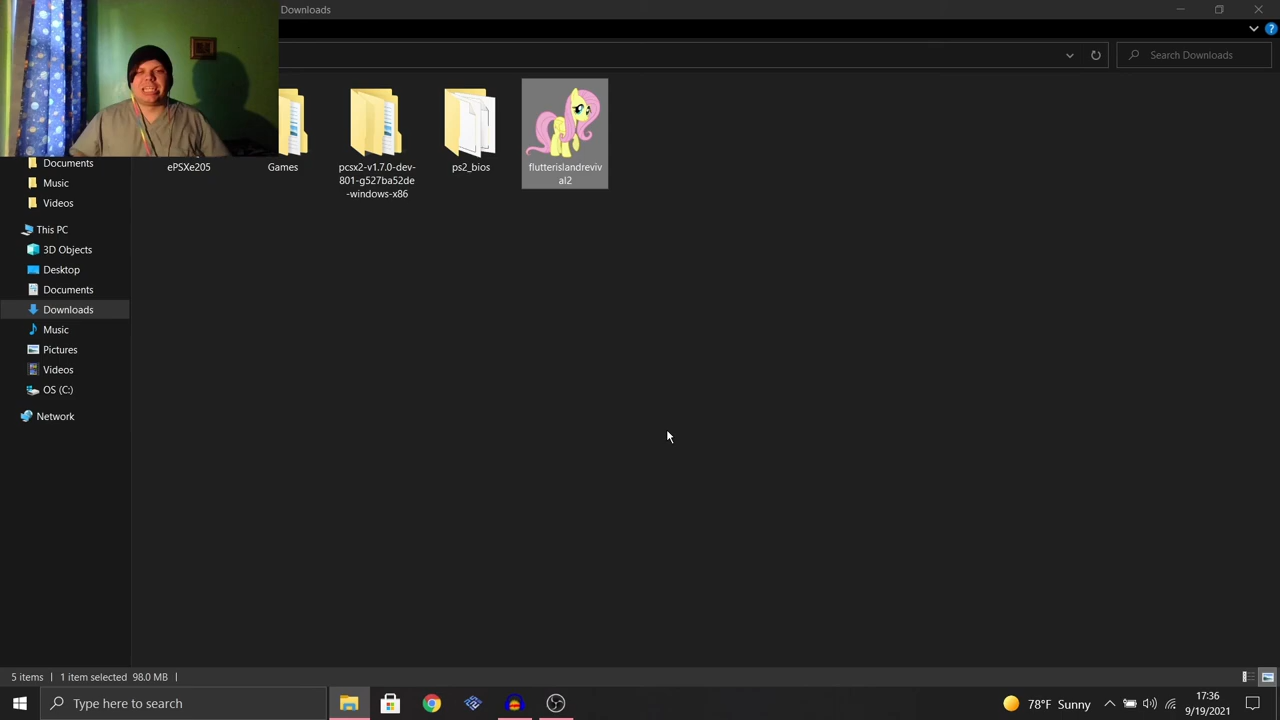 Downloads
Search Downloads
ePSXe205
Games
pcsx2-v1.7.0-dev-
801-g527ba52de
-windows-x86
ps2_bios
flutterislandrevi
al2
Documents
Music
Videos
This PC
3D Objects
Desktop
Documents
Downloads
Music
Pictures
Videos
OS (C:)
Network
5 items
1 item selected 98.0 MB
Type here to search
78°F Sunny
17:36
9/19/2021